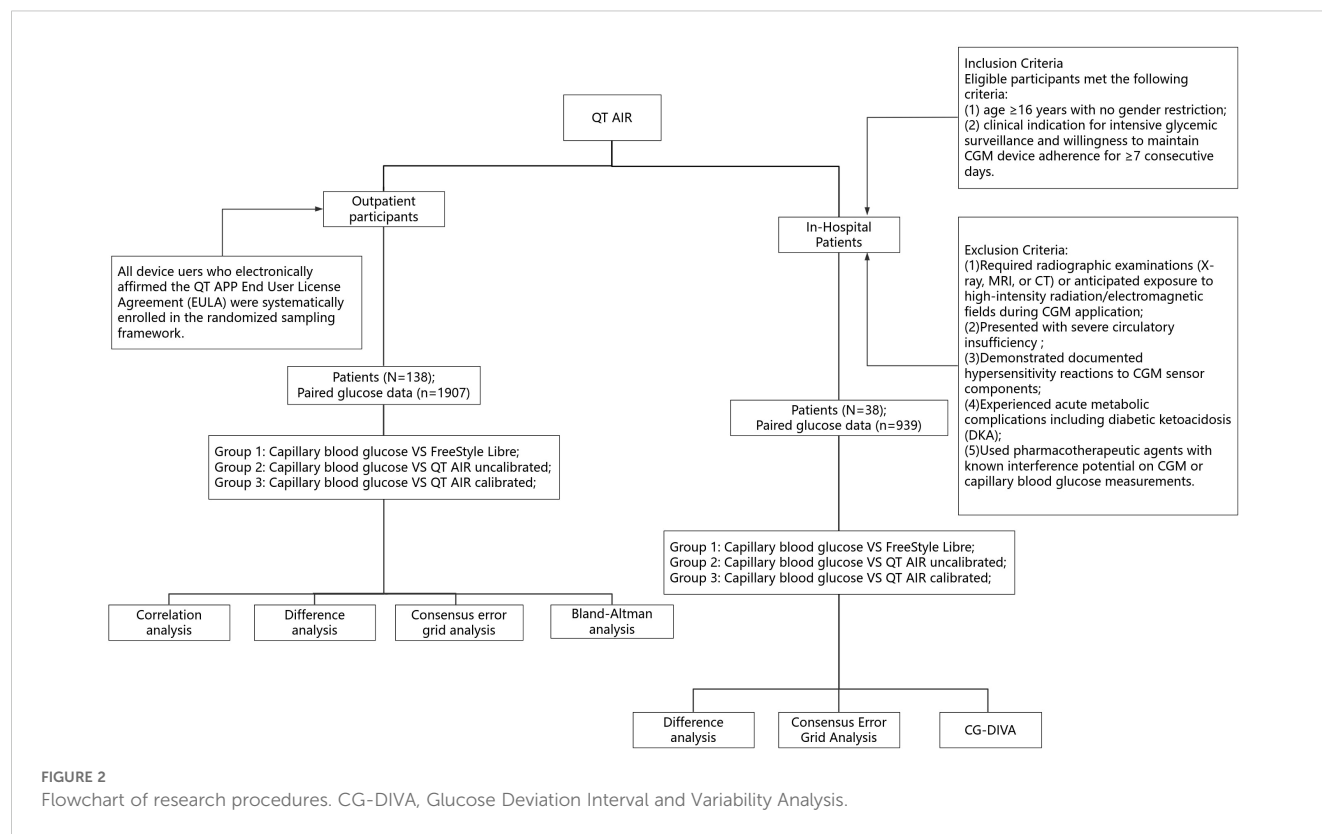 QT AIR
Outpatient
participants
All device uers who electronically
affirmed the QT APP End User License
Agreement (EULA) were systematically
enrolled in the randomized sampling
framework.
Patients (N=138);
Paired glucose data (n=1907)
Group 1: Capillary blood glucose VS FreeStyle Libre;
Group 2: Capillary blood glucose VS QT AIR uncalibrated;
Group 3: Capillary blood glucose VS QT AIR calibrated;
Correlation
analysis
Difference
analysis
Consensus error
grid analysis
Bland-Altman
analysis
Inclusion Criteria
Eligible participants met the following
criteria:
(1) age ≥16 years with no gender restriction;
(2) clinical indication for intensive glycemic
surveillance and willingness to maintain
CGM device adherence for ≥7 consecutive
days.
In-Hospital
Patients
Exclusion Criteria:
(1)Required radiographic examinations (X-
ray, MRI, or CT) or anticipated exposure to
high-intensity radiation/electromagnetic
fields during CGM application;
(2)Presented with severe circulatory
insufficiency ;
(3)Demonstrated documented
hypersensitivity reactions to CGM sensor
components;
(4)Experienced acute metabolic
complications including diabetic ketoacidosis
(DKA);
(5)Used pharmacotherapeutic agents with
known interference potential on CGM or
capillary blood glucose measurements.
Patients (N=38);
Paired glucose data (n=939)
Group 1: Capillary blood glucose VS FreeStyle Libre;
Group 2: Capillary blood glucose VS QT AIR uncalibrated;
Group 3: Capillary blood glucose VS QT AIR calibrated;
Difference
analysis
Consensus Error
Grid Analysis
CG-DIVA
FIGURE 2
Flowchart of research procedures. CG-DIVA, Glucose Deviation Interval and Variability Analysis.